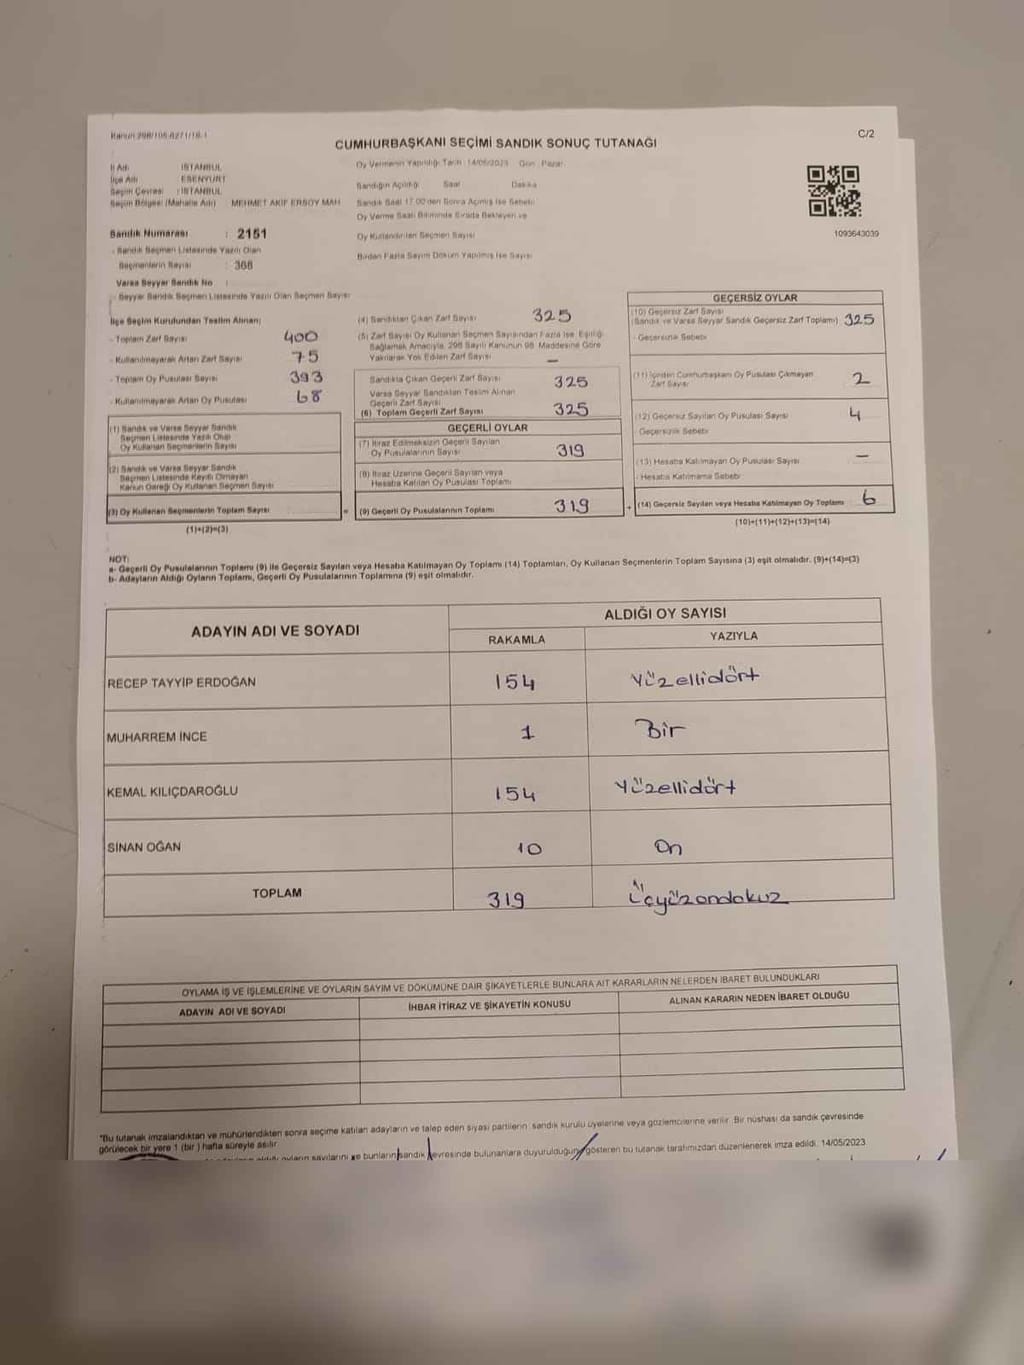 Kanun 298/105-6271/18-1
C/2
CUMHURBAŞKANI SEÇİMİ SANDIK SONUÇ TUTANAĞI
İl Adı : İSTANBUL
İlçe Adı : ESENYURT
Seçim Çevresi : İSTANBUL
Seçim Bölgesi (Mahalle Adı) : MEHMET AKİF ERSOY MAH
Sandık Numarası : 2151
- Sandık Seçmen Listesinde Yazılı Olan
Seçmenlerin Sayısı : 368
Varsa Seyyar Sandık No :
- Seyyar Sandık Seçmen Listesinde Yazılı Olan Seçmen Sayısı
Oy Vermenin Yapıldığı Tarih : 14/05/2023 Gün : Pazar
Sandığın Açıldığı Saat Dakika
Sandık Saat 17.00'den Sonra Açılmış İse Sebebi
Oy Verme Saati Bitiminde Sırada Bekleyen ve
Oy Kullandırılan Seçmen Sayısı
Birden Fazla Sayım Döküm Yapılmış İse Sayısı
1093643039
İlçe Seçim Kurulundan Teslim Alınan;
- Toplam Zarf Sayısı 400
- Kullanılmayarak Artan Zarf Sayısı 75
- Toplam Oy Pusulası Sayısı 393
- Kullanılmayarak Artan Oy Pusulası 68
(1) Sandık ve Varsa Seyyar Sandık
Seçmen Listesinde Yazılı Olup
Oy Kullanan Seçmenlerin Sayısı
(2) Sandık ve Varsa Seyyar Sandık
Seçmen Listesinde Kayıtlı Olmayan
Kanun Gereği Oy Kullanan Seçmen Sayısı
(3) Oy Kullanan Seçmenlerin Toplam Sayısı
(1)+(2)=(3)
(4) Sandıktan Çıkan Zarf Sayısı 325
(5) Zarf Sayısı Oy Kullanan Seçmen Sayısından Fazla İse, Eşitliği
Sağlamak Amacıyla, 298 Sayılı Kanunun 98. Maddesine Göre
Yakılarak Yok Edilen Zarf Sayısı —
Sandıkta Çıkan Geçerli Zarf Sayısı 325
Varsa Seyyar Sandıktan Teslim Alınan
Geçerli Zarf Sayısı
(6) Toplam Geçerli Zarf Sayısı 325
GEÇERLİ OYLAR
(7) İtiraz Edilmeksizin Geçerli Sayılan
Oy Pusulalarının Sayısı 319
(8) İtiraz Üzerine Geçerli Sayılan veya
Hesaba Katılan Oy Pusulası Toplamı
= (9) Geçerli Oy Pusulalarının Toplamı 319
GEÇERSİZ OYLAR
(10) Geçersiz Zarf Sayısı
(Sandık ve Varsa Seyyar Sandık Geçersiz Zarf Toplamı) 325
- Geçersizlik Sebebi
(11) İçinden Cumhurbaşkanı Oy Pusulası Çıkmayan
Zarf Sayısı 2
(12) Geçersiz Sayılan Oy Pusulası Sayısı 4
Geçersizlik Sebebi
(13) Hesaba Katılmayan Oy Pusulası Sayısı —
- Hesaba Katılmama Sebebi
+ (14) Geçersiz Sayılan veya Hesaba Katılmayan Oy Toplamı 6
(10)+(11)+(12)+(13)=(14)
NOT:
a- Geçerli Oy Pusulalarının Toplamı (9) ile Geçersiz Sayılan veya Hesaba Katılmayan Oy Toplamı (14) Toplamları, Oy Kullanan Seçmenlerin Toplam Sayısına (3) eşit olmalıdır. (9)+(14)=(3)
b- Adayların Aldığı Oyların Toplamı, Geçerli Oy Pusulalarının Toplamına (9) eşit olmalıdır.
ADAYIN ADI VE SOYADI ALDIĞI OY SAYISI
RAKAMLA YAZIYLA
RECEP TAYYİP ERDOĞAN 154 Yüzellidört
MUHARREM İNCE 1 Bir
KEMAL KILIÇDAROĞLU 154 Yüzellidört
SİNAN OĞAN 10 On
TOPLAM 319 Üçyüzondokuz
OYLAMA İŞ VE İŞLEMLERİNE VE OYLARIN SAYIM VE DÖKÜMÜNE DAİR ŞİKAYETLERLE BUNLARA AİT KARARLARIN NELERDEN İBARET BULUNDUKLARI
ADAYIN ADI VE SOYADI İHBAR İTİRAZ VE ŞİKAYETİN KONUSU ALINAN KARARIN NEDEN İBARET OLDUĞU
"Bu tutanak imzalandıktan ve mühürlendikten sonra seçime katılan adayların ve talep eden siyasi partilerin sandık kurulu üyelerine veya gözlemcilerine verilir. Bir nüshası da sandık çevresinde
görülecek bir yere 1 (bir) hafta süreyle asılır.
aldığı oyların sayılarını ve bunların sandık çevresinde bulunanlara duyurulduğunu gösteren bu tutanak tarafımızdan düzenlenerek imza edildi. 14/05/2023